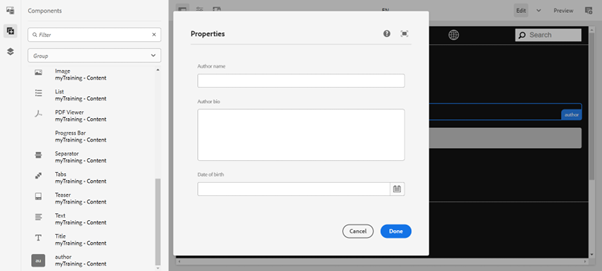 Components
Filter
Group
Image
myTraining - Content
List
myTraining - Content
PDF Viewer
myTraining - Content
Progress Bar
myTraining - Content
Separator
myTraining - Content
Tabs
myTraining - Content
Teaser
myTraining - Content
Text
myTraining - Content
Title
myTraining - Content
author
myTraining - Content
Properties
Author name
Author bio
Date of birth
Cancel
Done
Edit
Preview
Search
author